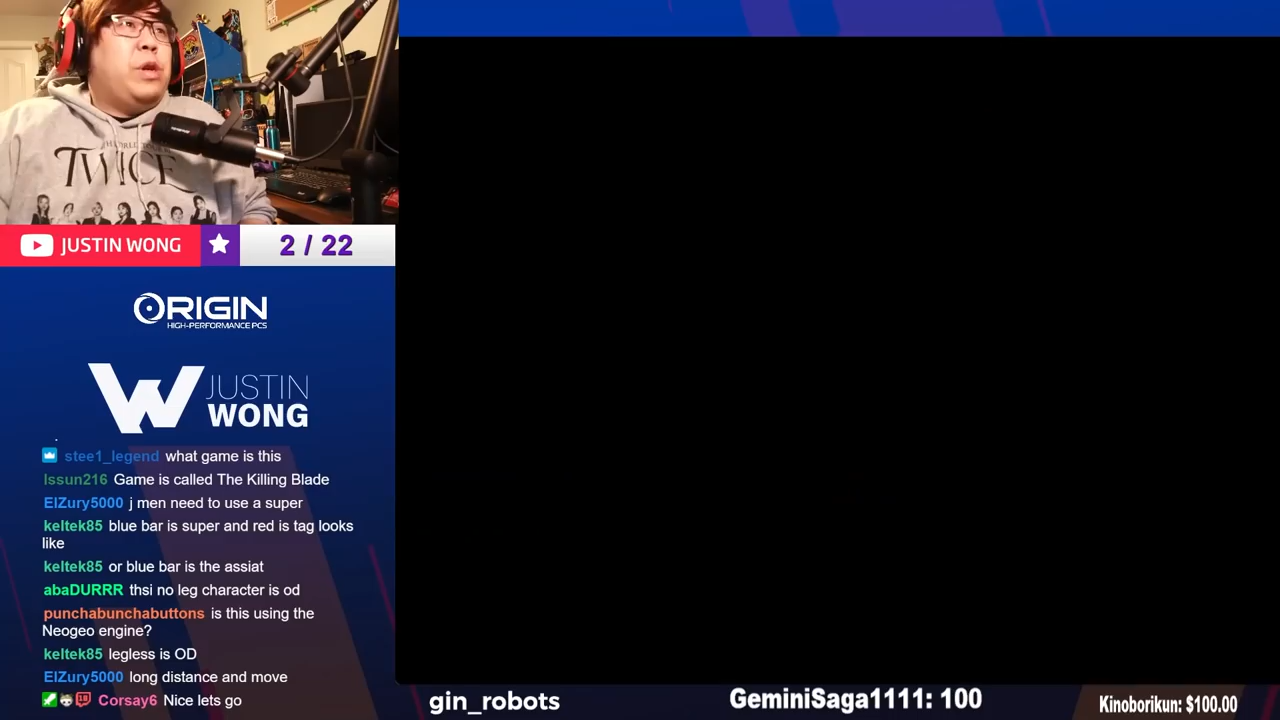 TWICE
JUSTIN WONG
2 / 22
ORIGIN
HIGH-PERFORMANCE PCS
W JUSTIN
WONG
stee1_legend what game is this
Issun216 Game is called The Killing Blade
ElZury5000 j men need to use a super
keltek85 blue bar is super and red is tag looks
like
keltek85 or blue bar is the assiat
abaDURRR thsi no leg character is od
punchabunchabuttons is this using the
Neogeo engine?
keltek85 legless is OD
ElZury5000 long distance and move
18 Corsay6 Nice lets go
gin_robots
GeminiSaga1111: 100
Kinoborikun: $100.00